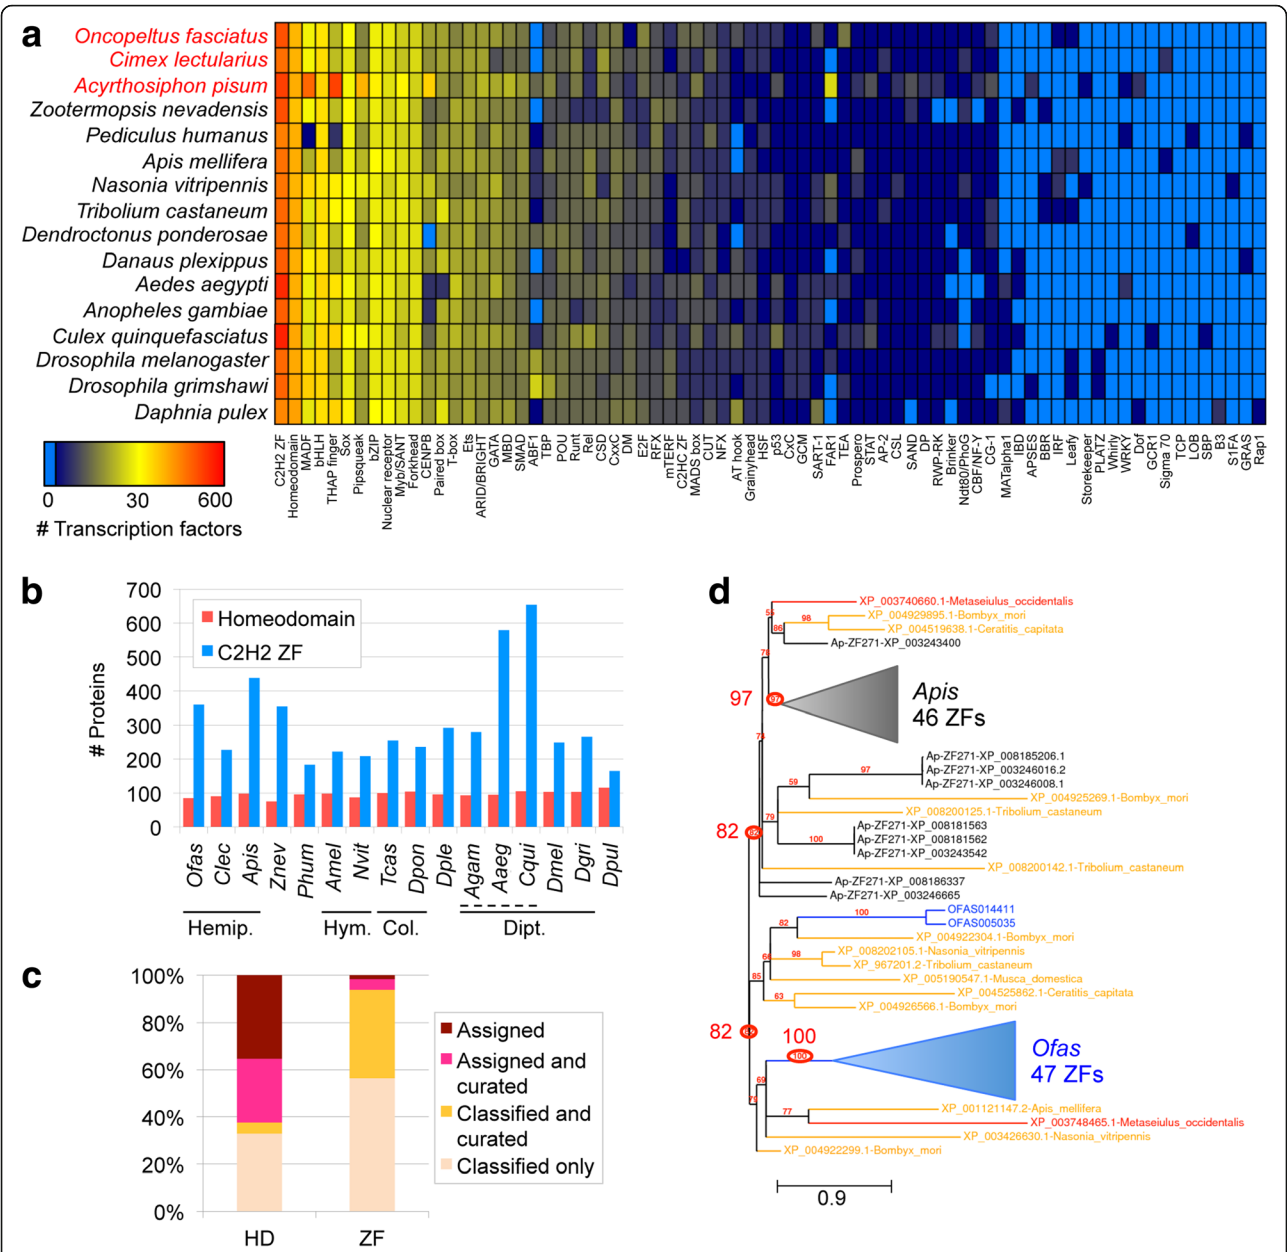 a
Oncopeltus fasciatus
Cimex lectularius
Acyrthosiphon pisum
Zootermopsis nevadensis
Pediculus humanus
Apis mellifera
Nasonia vitripennis
Tribolium castaneum
Dendroctonus ponderosae
Danaus plexippus
Aedes aegypti
Anopheles gambiae
Culex quinquefasciatus
Drosophila melanogaster
Drosophila grimshawi
Daphnia pulex
C2H2 ZF
Homeodomain
MADF
bHLH
THAP finger
Sox
Pipsqueak
bZIP
Nuclear receptor
Myb/SANT
Forkhead
CENPB
Paired box
T-box
Ets
ARID/BRIGHT
GATA
MBD
SMAD
ABF1
TBP
POU
Runt
Rel
CSD
CxxC
DM
E2F
RFX
mTERF
C2HC ZF
MADS box
CUT
NFX
AT hook
Grainyhead
HSF
p53
CxC
GCM
SART-1
FAR1
TEA
Prospero
STAT
AP-2
CSL
SAND
DP
RWP-RK
Brinker
Ndt80/PhoG
CBF/NF-Y
CG-1
MATalpha1
IBD
APSES
BBR
IRF
Leafy
Storekeeper
PLATZ
Whirly
WRKY
Dof
GCR1
Sigma 70
TCP
LOB
SBP
B3
S1FA
GRAS
Rap1
0 30 600
# Transcription factors
b
# Proteins
700
600
500
400
300
200
100
0
Homeodomain
C2H2 ZF
Ofas
Clec
Apis
Znev
Phum
Amel
Nvit
Tcas
Dpon
Dple
Agam
Aaeg
Cqui
Dmel
Dgri
Dpul
Hemip. Hym. Col. Dipt.
c
100%
80%
60%
40%
20%
0%
HD ZF
Assigned
Assigned and
curated
Classified and
curated
Classified only
d
XP_003740660.1-Metaseiulus_occidentalis
XP_004929895.1-Bombyx_mori
98
XP_004519638.1-Ceratitis_capitata
86
Ap-ZF271-XP_003243400
97
Apis
46 ZFs
Ap-ZF271-XP_008185206.1
97
Ap-ZF271-XP_003246016.2
59
Ap-ZF271-XP_003246008.1
XP_004925269.1-Bombyx_mori
XP_008200125.1-Tribolium_castaneum
79
Ap-ZF271-XP_008181563
82
100
Ap-ZF271-XP_008181562
Ap-ZF271-XP_003243542
XP_008200142.1-Tribolium_castaneum
Ap-ZF271-XP_008186337
Ap-ZF271-XP_003246665
OFAS014411
100
OFAS005035
82
XP_004922304.1-Bombyx_mori
XP_008202105.1-Nasonia_vitripennis
98
XP_967201.2-Tribolium_castaneum
85
XP_005190547.1-Musca_domestica
XP_004525862.1-Ceratitis_capitata
63
XP_004926566.1-Bombyx_mori
82
100
100
Ofas
47 ZFs
69
XP_001121147.2-Apis_mellifera
77
XP_003748465.1-Metaseiulus_occidentalis
XP_003426630.1-Nasonia_vitripennis
XP_004922299.1-Bombyx_mori
0.9